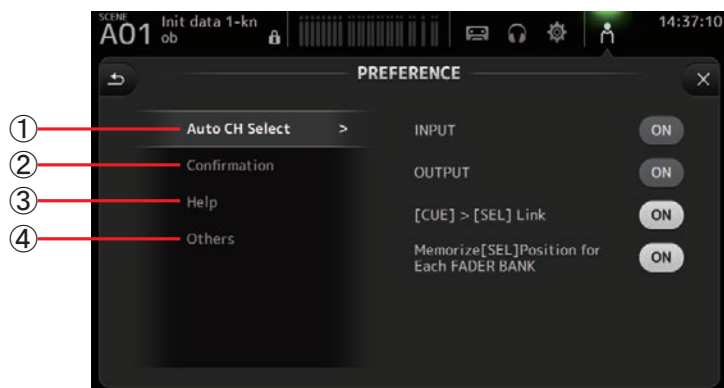 SCENE
A01
Init data 1-kn
ob
14:37:10
PREFERENCE
① Auto CH Select >
② Confirmation
③ Help
④ Others
INPUT ON
OUTPUT ON
[CUE] > [SEL] Link ON
Memorize[SEL]Position for
Each FADER BANK ON